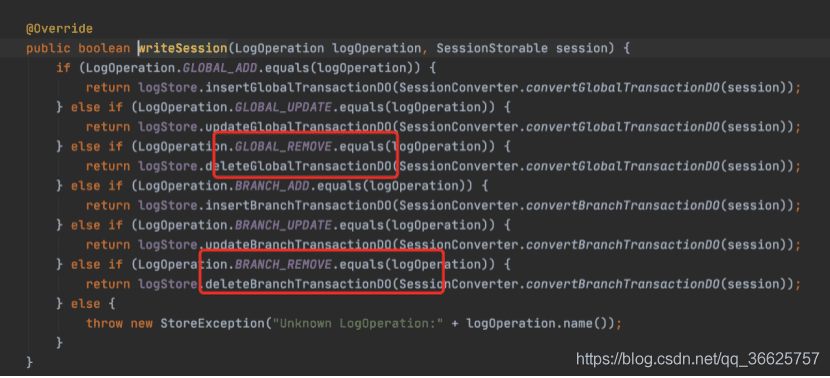 @Override
public boolean writeSession(LogOperation logOperation, SessionStorable session) {
if (LogOperation.GLOBAL_ADD.equals(logOperation)) {
return logStore.insertGlobalTransactionDO(SessionConverter.convertGlobalTransactionDO(session));
} else if (LogOperation.GLOBAL_UPDATE.equals(logOperation)) {
return logStore.updateGlobalTransactionDO(SessionConverter.convertGlobalTransactionDO(session));
} else if (LogOperation.GLOBAL_REMOVE.equals(logOperation)) {
return logStore.deleteGlobalTransactionDO(SessionConverter.convertGlobalTransactionDO(session));
} else if (LogOperation.BRANCH_ADD.equals(logOperation)) {
return logStore.insertBranchTransactionDO(SessionConverter.convertBranchTransactionDO(session));
} else if (LogOperation.BRANCH_UPDATE.equals(logOperation)) {
return logStore.updateBranchTransactionDO(SessionConverter.convertBranchTransactionDO(session));
} else if (LogOperation.BRANCH_REMOVE.equals(logOperation)) {
return logStore.deleteBranchTransactionDO(SessionConverter.convertBranchTransactionDO(session));
} else {
throw new StoreException("Unknown LogOperation:" + logOperation.name());
}
}
https://blog.csdn.net/qq_36625757